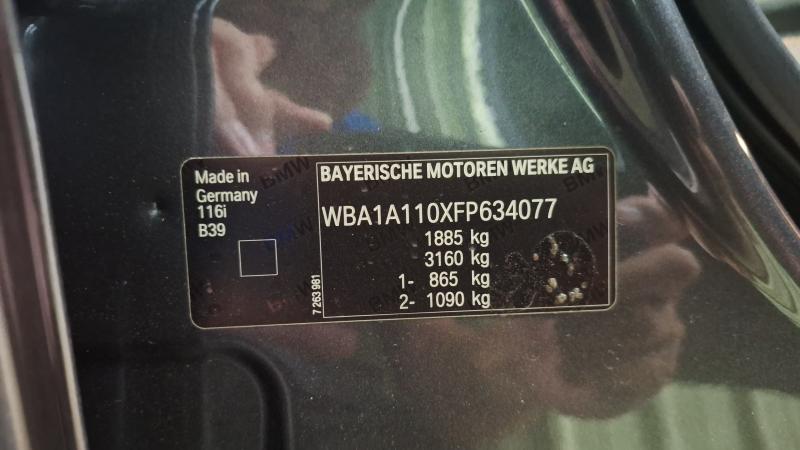 Made in
Germany
116i
B39
7 263 981
BAYERISCHE MOTOREN WERKE AG
WBA1A110XFP634077
1885 kg
3160 kg
1- 865 kg
2- 1090 kg